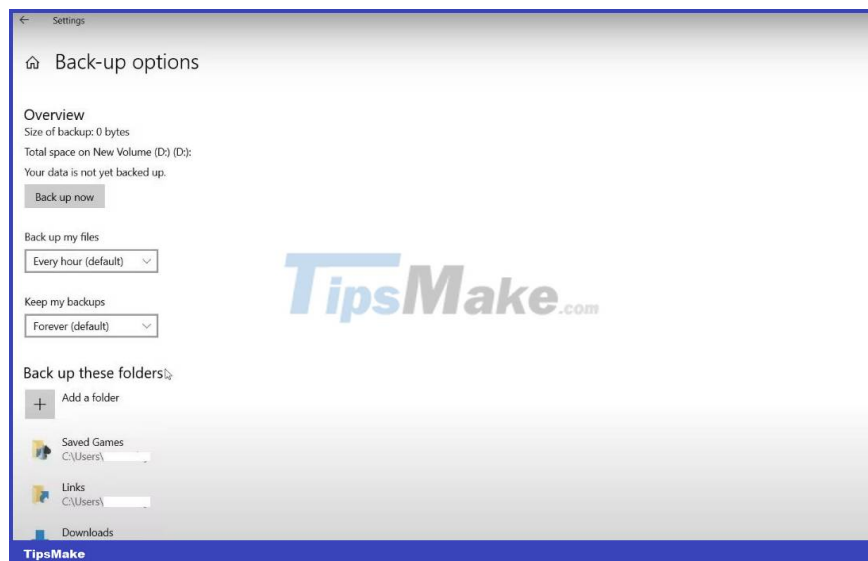 Settings
Back-up options
Overview
Size of backup: 0 bytes
Total space on New Volume (D:) (D:):
Your data is not yet backed up.
Back up now
Back up my files
Every hour (default)
TipsMake.com
Keep my backups
Forever (default)
Back up these folders
Add a folder
Saved Games
C:\Users\
Links
C:\Users\
Downloads
TipsMake